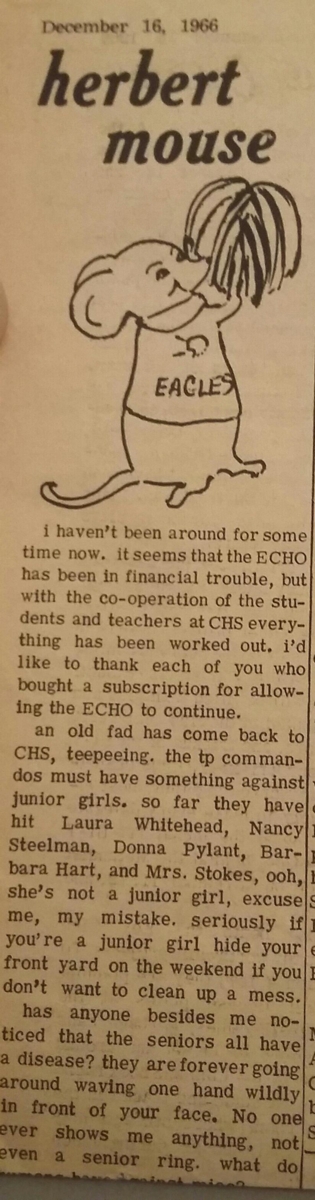 December 16, 1966
herbert
mouse
EAGLES
i haven't been around for some
time now. it seems that the ECHO
has been in financial trouble, but
with the co-operation of the stu-
dents and teachers at CHS every-
thing has been worked out. i'd
like to thank each of you who
bought a subscription for allow-
ing the ECHO to continue.
an old fad has come back to
CHS, teepeeing. the tp comman-
dos must have something against
junior girls. so far they have
hit Laura Whitehead, Nancy
Steelman, Donna Pylant, Bar-
bara Hart, and Mrs. Stokes, ooh,
she's not a junior girl, excuse
me, my mistake. seriously if
you're a junior girl hide your
front yard on the weekend if you
don't want to clean up a mess.
has anyone besides me no-
ticed that the seniors all have
a disease? they are forever going
around waving one hand wildly
in front of your face. No one
ever shows me anything, not
even a senior ring. what do